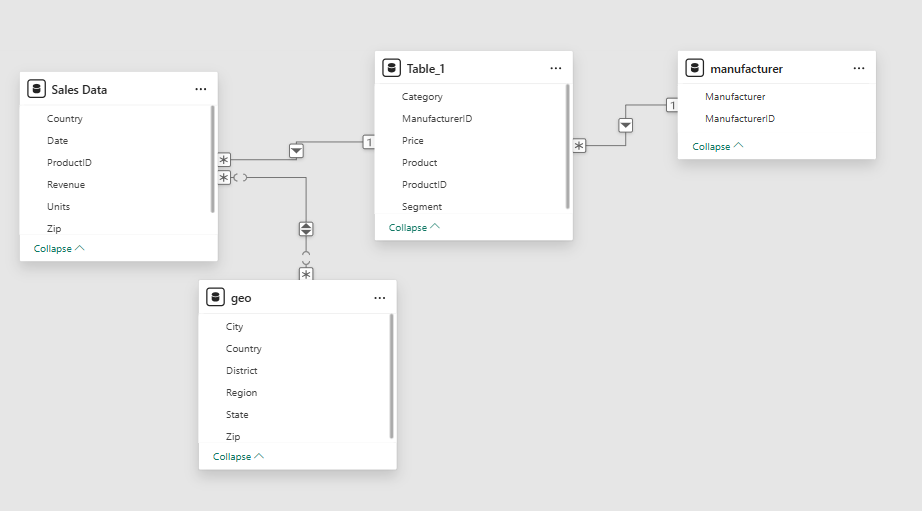 Sales Data
...
Country
Date
ProductID
Revenue
Units
Zip
Collapse
Table_1
...
Category
ManufacturerID
Price
Product
ProductID
Segment
Collapse
manufacturer
...
Manufacturer
ManufacturerID
Collapse
*
1
*
1
*
*
geo
...
City
Country
District
Region
State
Zip
Collapse